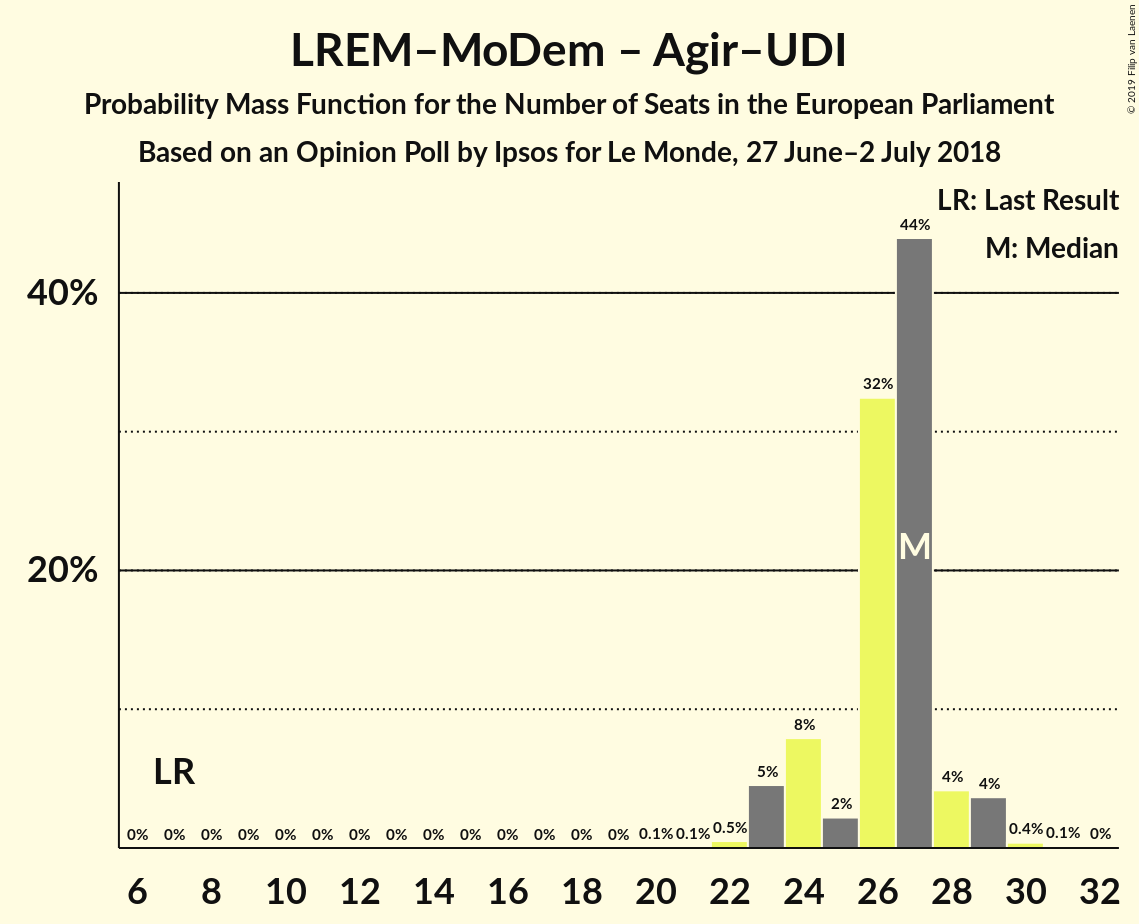 LREM–MoDem – Agir–UDI
Probability Mass Function for the Number of Seats in the European Parliament
Based on an Opinion Poll by Ipsos for Le Monde, 27 June–2 July 2018
© 2019 Filip van Laenen
LR: Last Result
M: Median
44%
40%
32%
M
20%
8%
LR
5%
4%
4%
2%
0% 0% 0% 0% 0% 0% 0% 0% 0% 0% 0% 0% 0% 0% 0.1% 0.1% 0.5% 0.4% 0.1% 0%
6 8 10 12 14 16 18 20 22 24 26 28 30 32